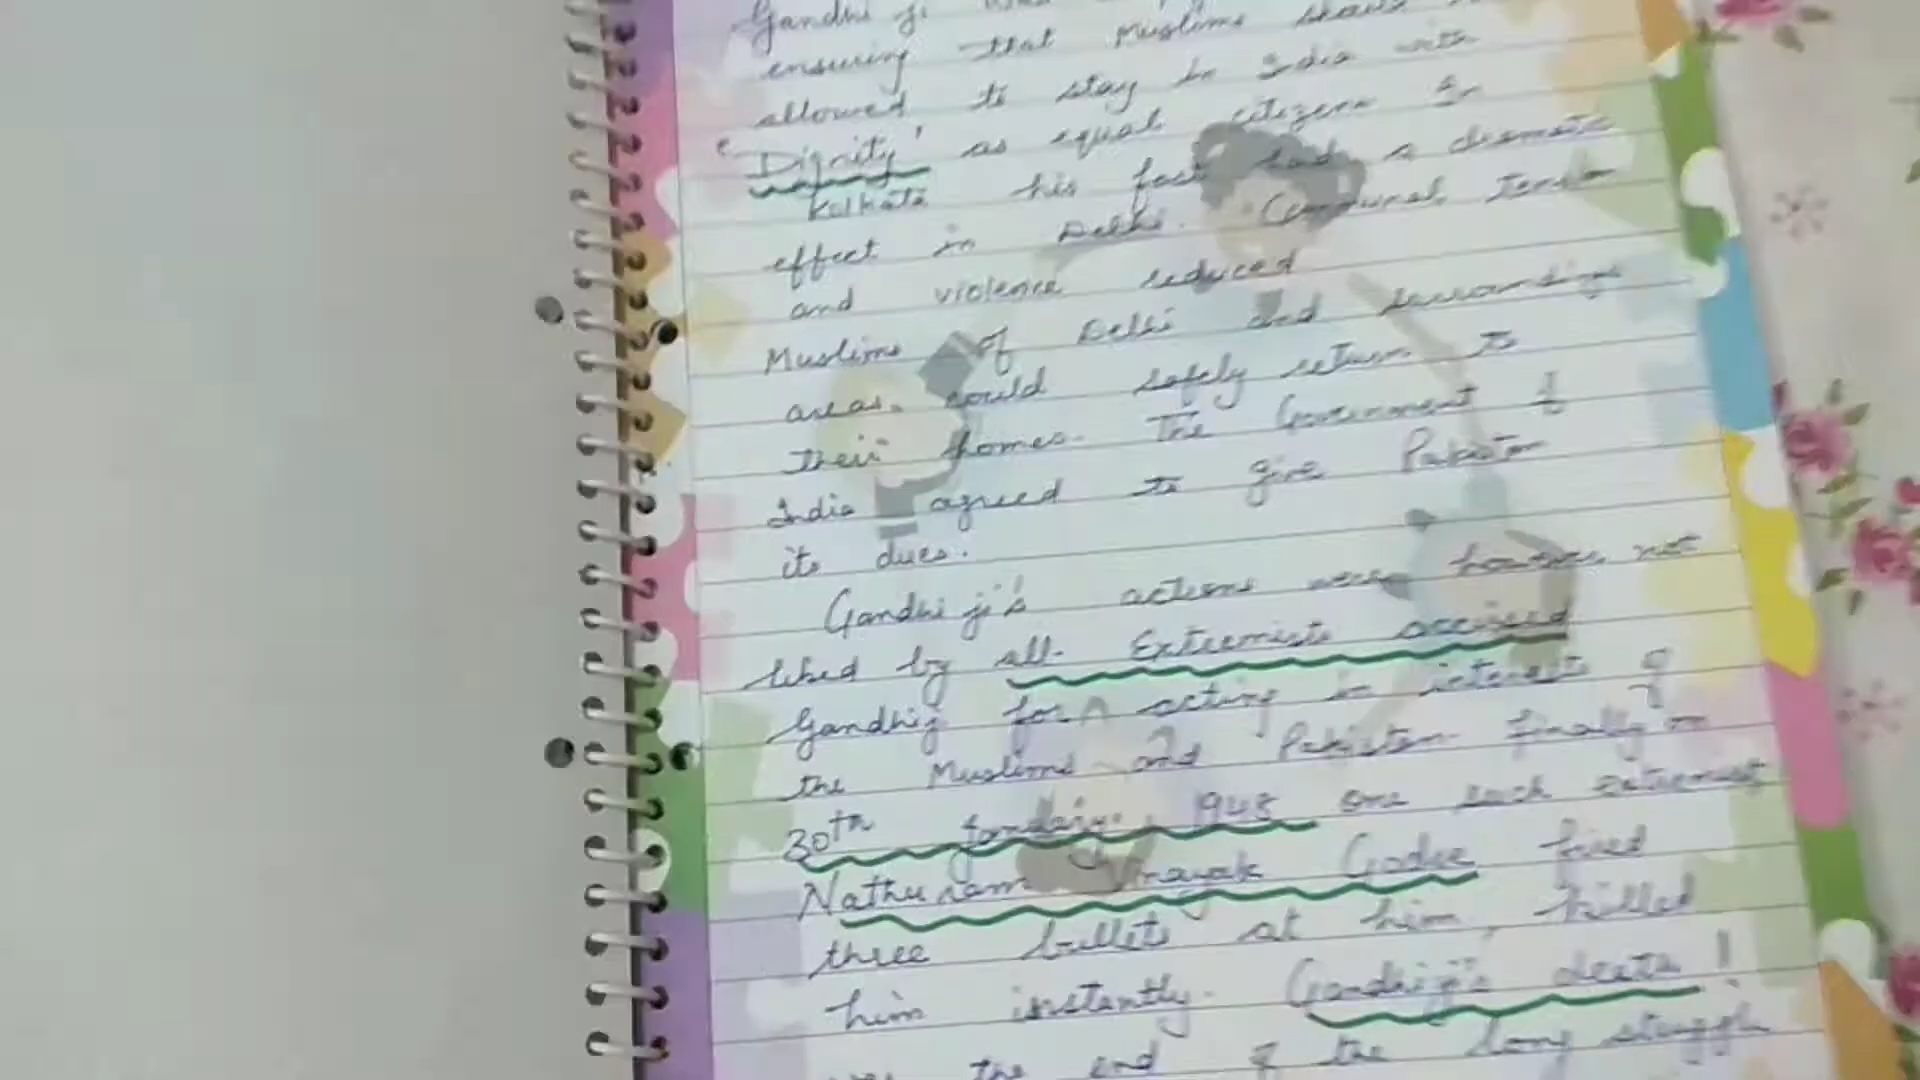 Gandhi ji
ensuring that Muslims
allowed to stay in India with
'Dignity' as equal citizens In
Kolkata his fast had a dramatic
effect in Delhi. Communal tension
and violence reduced
Muslims of Delhi and surrondings
areas. could safely return to
their homes. The Government of
India agreed to give Pakistan
its dues.
Gandhi ji's actions were however not
liked by all. Extremists accused
Gandhiji for acting in interests of
the Muslims and Pakistan. Finally on
30th January. 1948 one such extremist
Nathuram Vinayak Godse fired
three bullets at him, killed
him instantly. Gandhiji's death!
the end of the long struggle